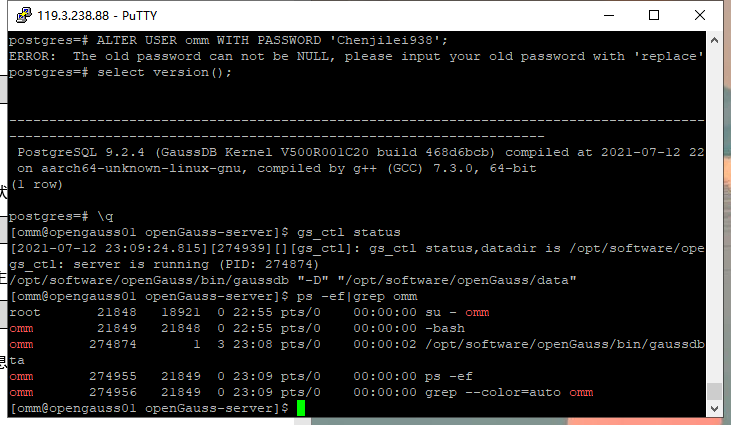 119.3.238.88 - PuTTY
postgres=# ALTER USER omm WITH PASSWORD 'Chenjilei938';
ERROR:  The old password can not be NULL, please input your old password with 'replace'
postgres=# select version();
---------------------------------------------------------------------------------------
-------------------------------------------------------------------
 PostgreSQL 9.2.4 (GaussDB Kernel V500R001C20 build 468d6bcb) compiled at 2021-07-12 22
 on aarch64-unknown-linux-gnu, compiled by g++ (GCC) 7.3.0, 64-bit
(1 row)
postgres=# \q
[omm@opengauss01 openGauss-server]$ gs_ctl status
[2021-07-12 23:09:24.815][274939][][gs_ctl]: gs_ctl status,datadir is /opt/software/ope
gs_ctl: server is running (PID: 274874)
/opt/software/openGauss/bin/gaussdb "-D" "/opt/software/openGauss/data"
[omm@opengauss01 openGauss-server]$ ps -ef|grep omm
root       21848   18921  0 22:55 pts/0    00:00:00 su - omm
omm        21849   21848  0 22:55 pts/0    00:00:00 -bash
omm       274874       1  3 23:08 pts/0    00:00:02 /opt/software/openGauss/bin/gaussdb
ta
omm       274955   21849  0 23:09 pts/0    00:00:00 ps -ef
omm       274956   21849  0 23:09 pts/0    00:00:00 grep --color=auto omm
[omm@opengauss01 openGauss-server]$